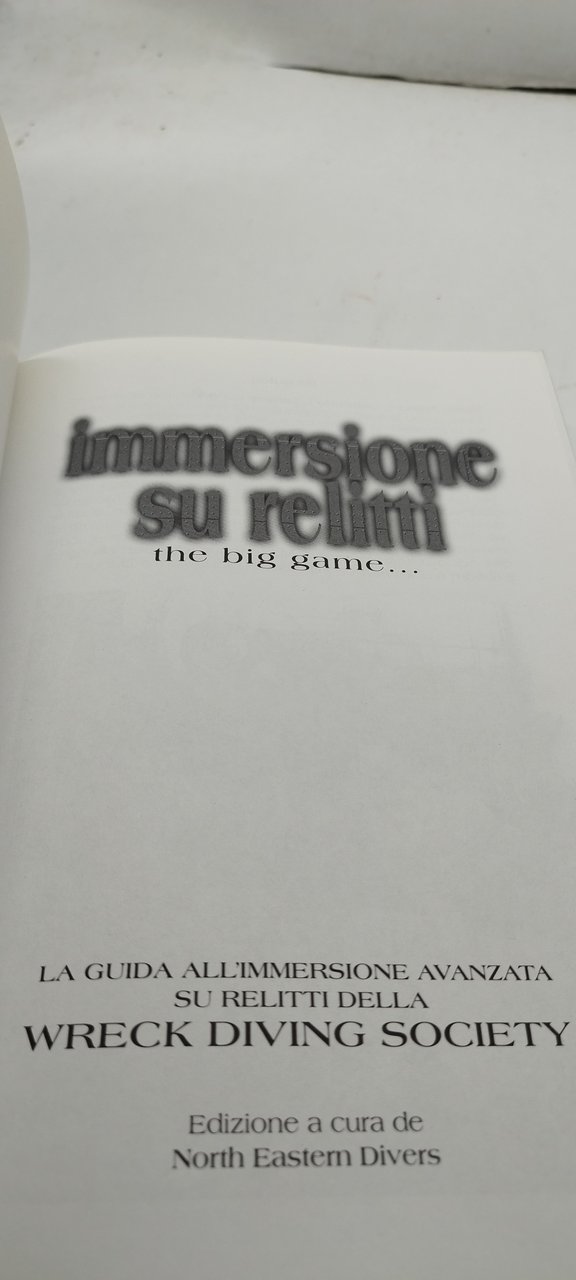 immersione
su relitti
the big game...
LA GUIDA ALL'IMMERSIONE AVANZATA
SU RELITTI DELLA
WRECK DIVING SOCIETY
Edizione a cura de
North Eastern Divers